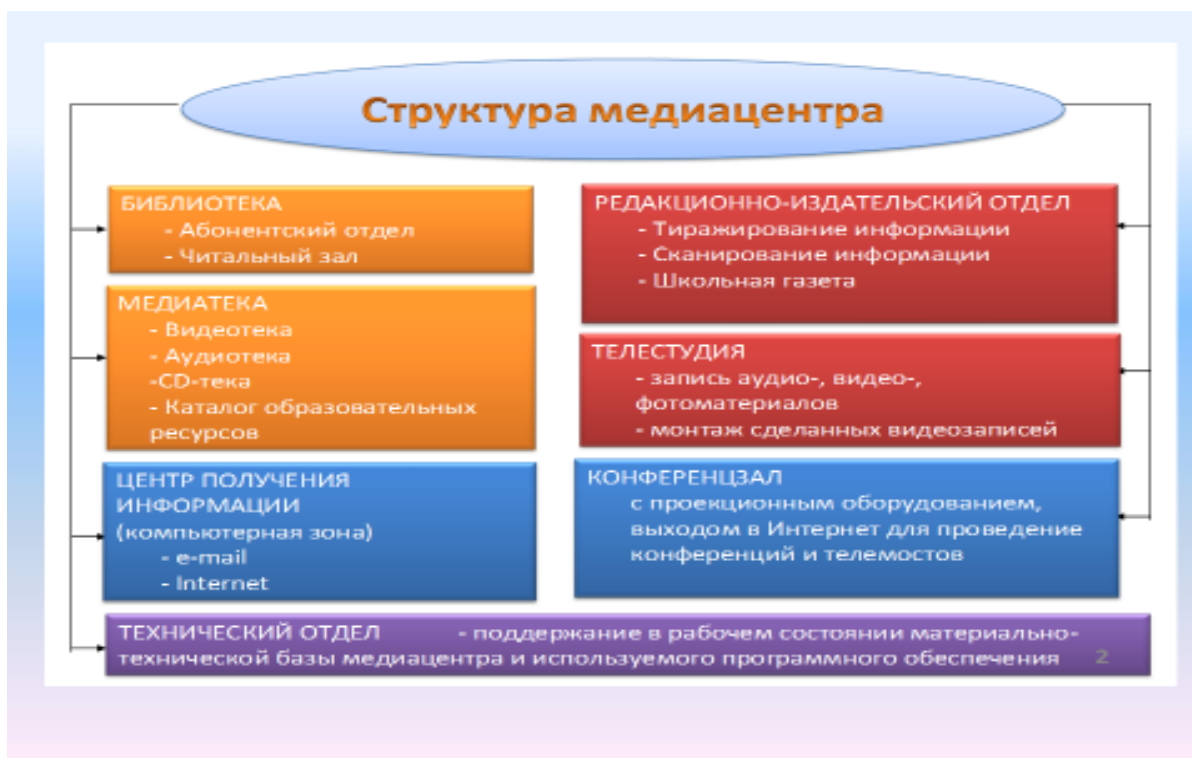 Структура медиацентра
БИБЛИОТЕКА
- Абонентский отдел
- Читальный зал
МЕДИАТЕКА
- Видеотека
- Аудиотека
-CD-тека
- Каталог образовательных
ресурсов
ЦЕНТР ПОЛУЧЕНИЯ
ИНФОРМАЦИИ
(компьютерная зона)
- e-mail
- Internet
РЕДАКЦИОННО-ИЗДАТЕЛЬСКИЙ ОТДЕЛ
- Тиражирование информации
- Сканирование информации
- Школьная газета
ТЕЛЕСТУДИЯ
- запись аудио-, видео-,
фотоматериалов
- монтаж сделанных видеозаписей
КОНФЕРЕНЦЗАЛ
с проекционным оборудованием,
выходом в Интернет для проведение
конференций и телемостов
ТЕХНИЧЕСКИЙ ОТДЕЛ - поддержание в рабочем состоянии материально-
технической базы медиацентра и используемого программного обеспечения 2